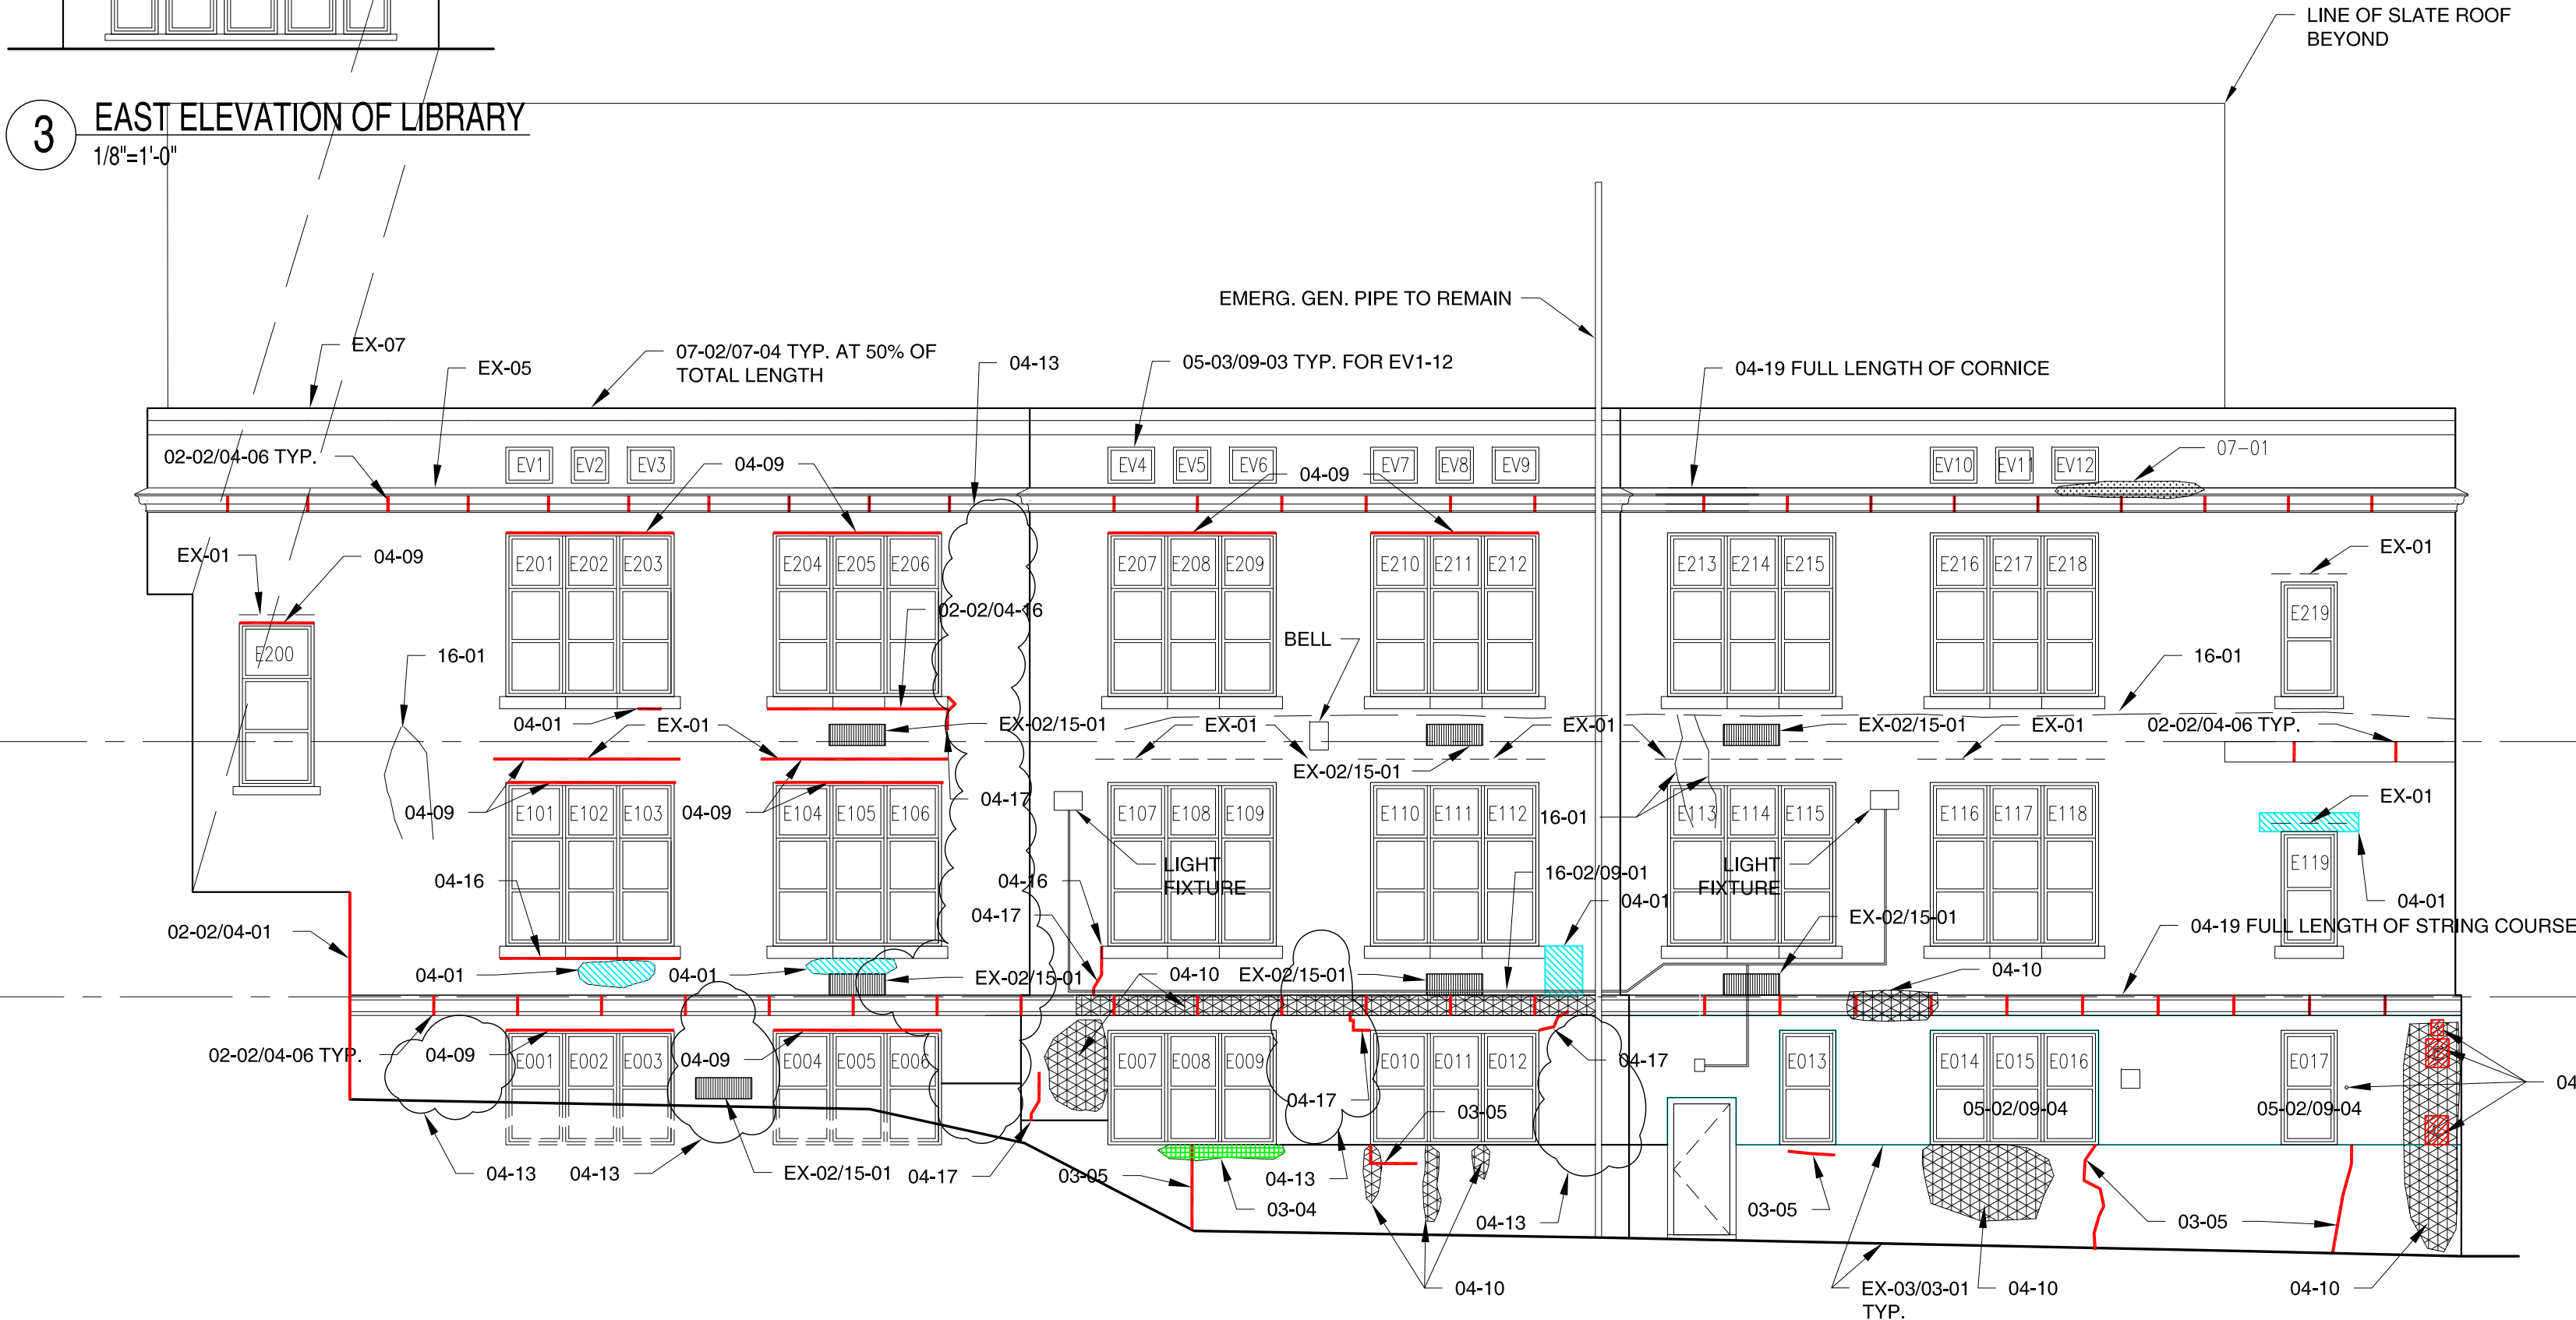 LINE OF SLATE ROOF
BEYOND
3
EAST ELEVATION OF LIBRARY
1/8"=1'-0"
EMERG. GEN. PIPE TO REMAIN
EX-07
07-02/07-04 TYP. AT 50% OF
TOTAL LENGTH
EX-05
04-13
05-03/09-03 TYP. FOR EV1-12
04-19 FULL LENGTH OF CORNICE
02-02/04-06 TYP.
EV1
EV2
EV3
04-09
EV4
EV5
EV6
04-09
EV7
EV8
EV9
EV10
EV11
EV12
07-01
EX-01
04-09
E201
E202
E203
E204
E205
E206
E207
E208
E209
E210
E211
E212
E213
E214
E215
E216
E217
E218
EX-01
E219
02-02/04-16
BELL
E200
16-01
16-01
04-01
EX-01
EX-02/15-01
EX-01
EX-01
EX-02/15-01
EX-01
02-02/04-06 TYP.
EX-02/15-01
04-09
04-09
04-17
16-01
EX-01
E101
E102
E103
E104
E105
E106
E107
E108
E109
E110
E111
E112
E113
E114
E115
E116
E117
E118
E119
LIGHT
FIXTURE
LIGHT
FIXTURE
04-16
04-16
16-02/09-01
04-01
04-01
04-17
EX-02/15-01
02-02/04-01
04-19 FULL LENGTH OF STRING COURSE
04-01
04-01
EX-02/15-01
04-10
EX-02/15-01
04-10
02-02/04-06 TYP.
04-09
04-09
04-17
E001
E002
E003
E004
E005
E006
E007
E008
E009
E010
E011
E012
E013
E014
E015
E016
E017
04
04-17
03-05
05-02/09-04
05-02/09-04
04-13
04-13
EX-02/15-01
04-17
03-05
04-13
03-04
04-13
03-05
03-05
04-10
EX-03/03-01
TYP.
04-10
04-10